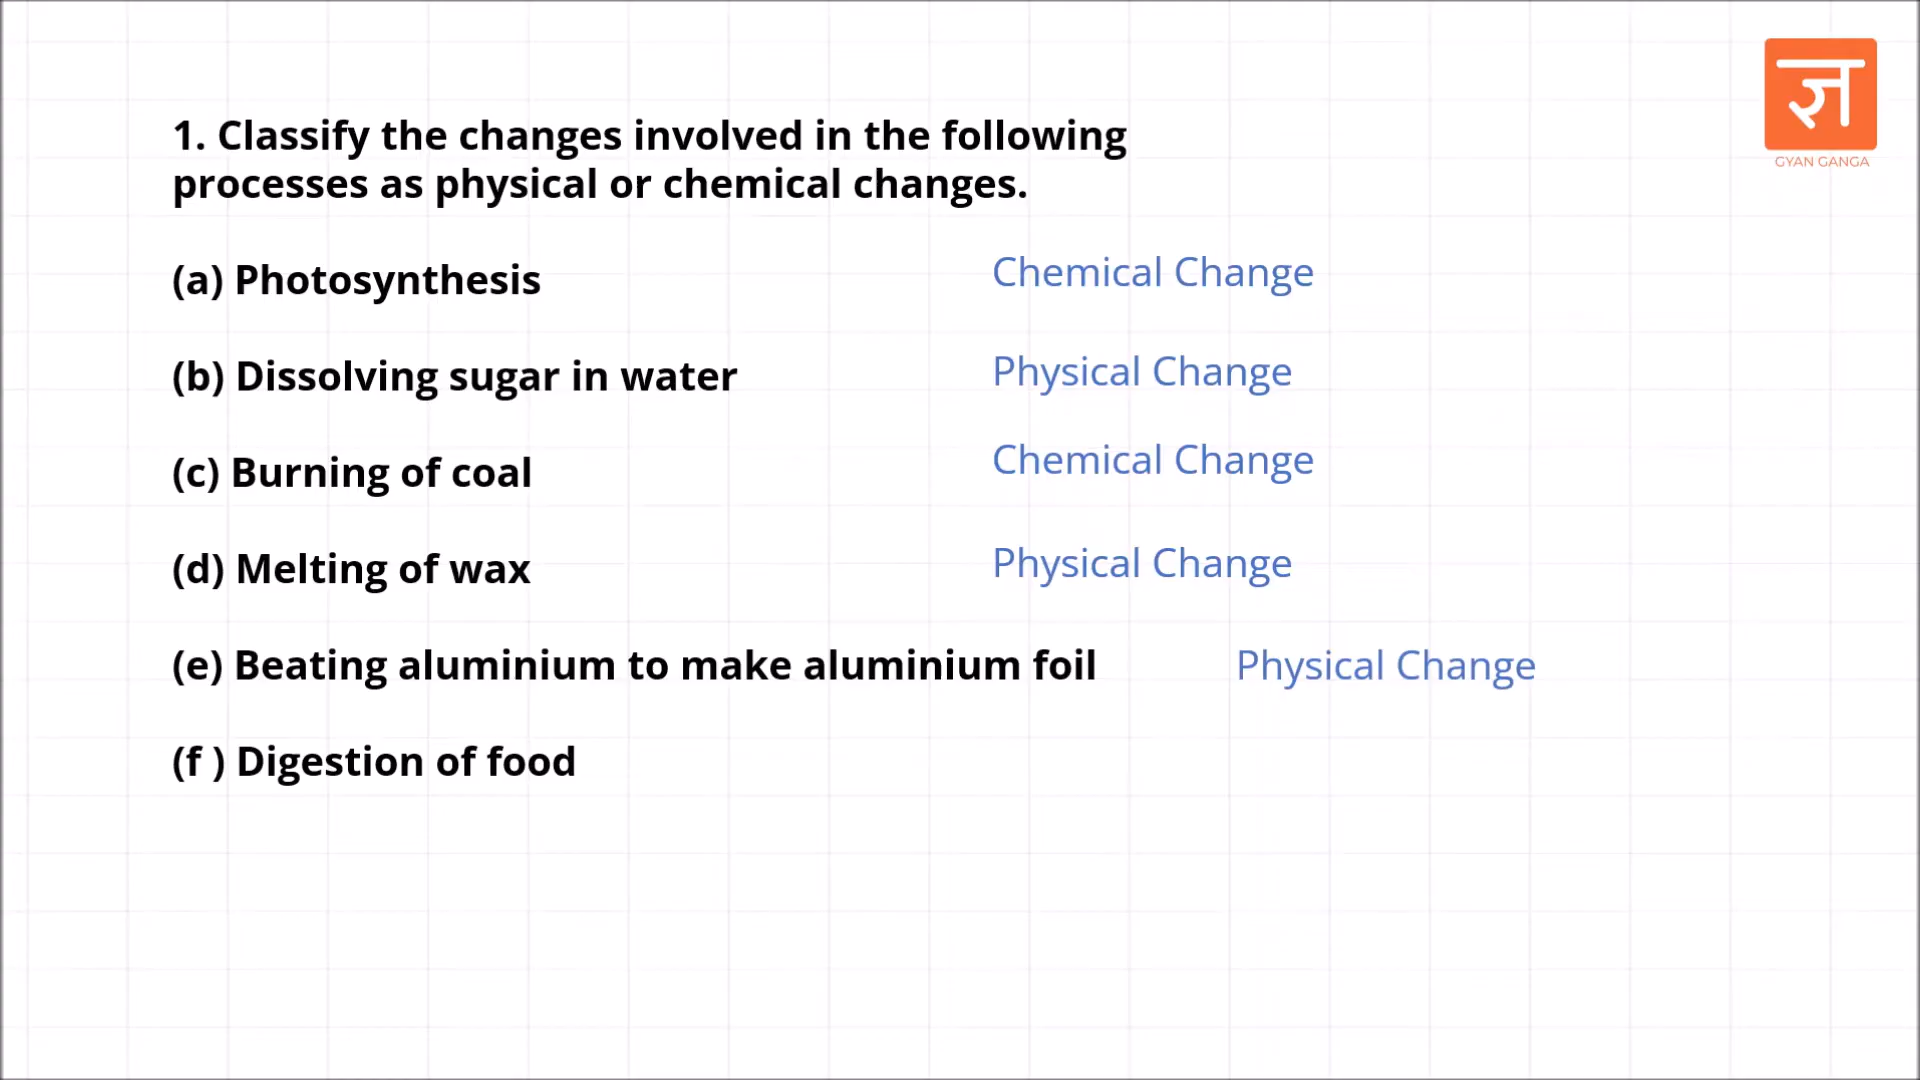 ज्ञ
GYAN GANGA
1. Classify the changes involved in the following
processes as physical or chemical changes.
(a) Photosynthesis Chemical Change
(b) Dissolving sugar in water Physical Change
(c) Burning of coal Chemical Change
(d) Melting of wax Physical Change
(e) Beating aluminium to make aluminium foil Physical Change
(f ) Digestion of food